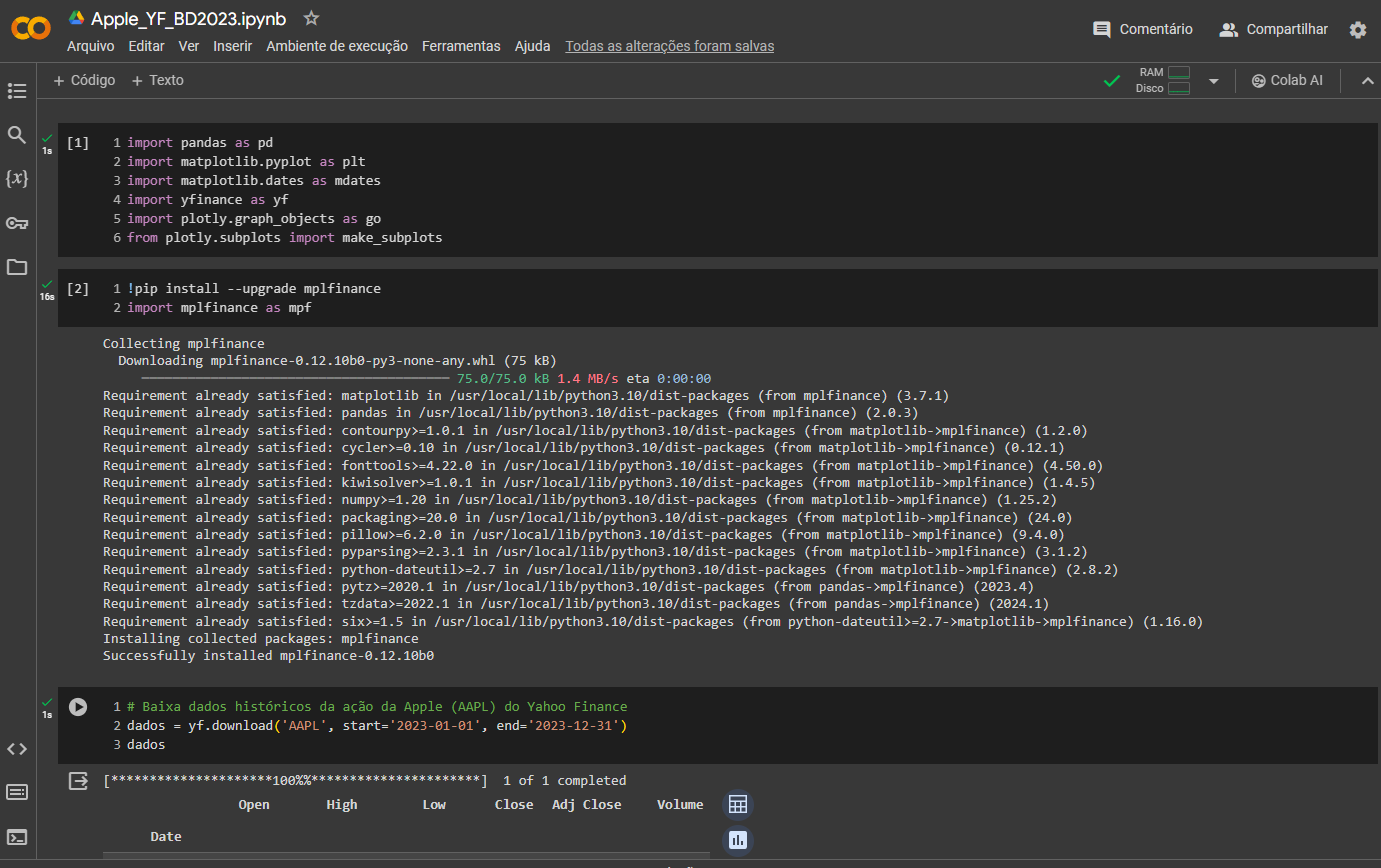 Apple_YF_BD2023.ipynb
Arquivo Editar Ver Inserir Ambiente de execução Ferramentas Ajuda Todas as alterações foram salvas
Comentário Compartilhar
+ Código + Texto
RAM
Disco
Colab AI
1s
[1]
1 import pandas as pd
2 import matplotlib.pyplot as plt
3 import matplotlib.dates as mdates
4 import yfinance as yf
5 import plotly.graph_objects as go
6 from plotly.subplots import make_subplots
16s
[2]
1 !pip install --upgrade mplfinance
2 import mplfinance as mpf
Collecting mplfinance
Downloading mplfinance-0.12.10b0-py3-none-any.whl (75 kB)
75.0/75.0 kB 1.4 MB/s eta 0:00:00
Requirement already satisfied: matplotlib in /usr/local/lib/python3.10/dist-packages (from mplfinance) (3.7.1)
Requirement already satisfied: pandas in /usr/local/lib/python3.10/dist-packages (from mplfinance) (2.0.3)
Requirement already satisfied: contourpy>=1.0.1 in /usr/local/lib/python3.10/dist-packages (from matplotlib->mplfinance) (1.2.0)
Requirement already satisfied: cycler>=0.10 in /usr/local/lib/python3.10/dist-packages (from matplotlib->mplfinance) (0.12.1)
Requirement already satisfied: fonttools>=4.22.0 in /usr/local/lib/python3.10/dist-packages (from matplotlib->mplfinance) (4.50.0)
Requirement already satisfied: kiwisolver>=1.0.1 in /usr/local/lib/python3.10/dist-packages (from matplotlib->mplfinance) (1.4.5)
Requirement already satisfied: numpy>=1.20 in /usr/local/lib/python3.10/dist-packages (from matplotlib->mplfinance) (1.25.2)
Requirement already satisfied: packaging>=20.0 in /usr/local/lib/python3.10/dist-packages (from matplotlib->mplfinance) (24.0)
Requirement already satisfied: pillow>=6.2.0 in /usr/local/lib/python3.10/dist-packages (from matplotlib->mplfinance) (9.4.0)
Requirement already satisfied: pyparsing>=2.3.1 in /usr/local/lib/python3.10/dist-packages (from matplotlib->mplfinance) (3.1.2)
Requirement already satisfied: python-dateutil>=2.7 in /usr/local/lib/python3.10/dist-packages (from matplotlib->mplfinance) (2.8.2)
Requirement already satisfied: pytz>=2020.1 in /usr/local/lib/python3.10/dist-packages (from pandas->mplfinance) (2023.4)
Requirement already satisfied: tzdata>=2022.1 in /usr/local/lib/python3.10/dist-packages (from pandas->mplfinance) (2024.1)
Requirement already satisfied: six>=1.5 in /usr/local/lib/python3.10/dist-packages (from python-dateutil>=2.7->matplotlib->mplfinance) (1.16.0)
Installing collected packages: mplfinance
Successfully installed mplfinance-0.12.10b0
1s
1 # Baixa dados históricos da ação da Apple (AAPL) do Yahoo Finance
2 dados = yf.download('AAPL', start='2023-01-01', end='2023-12-31')
3 dados
[*********************100%%**********************] 1 of 1 completed
Open High Low Close Adj Close Volume
Date